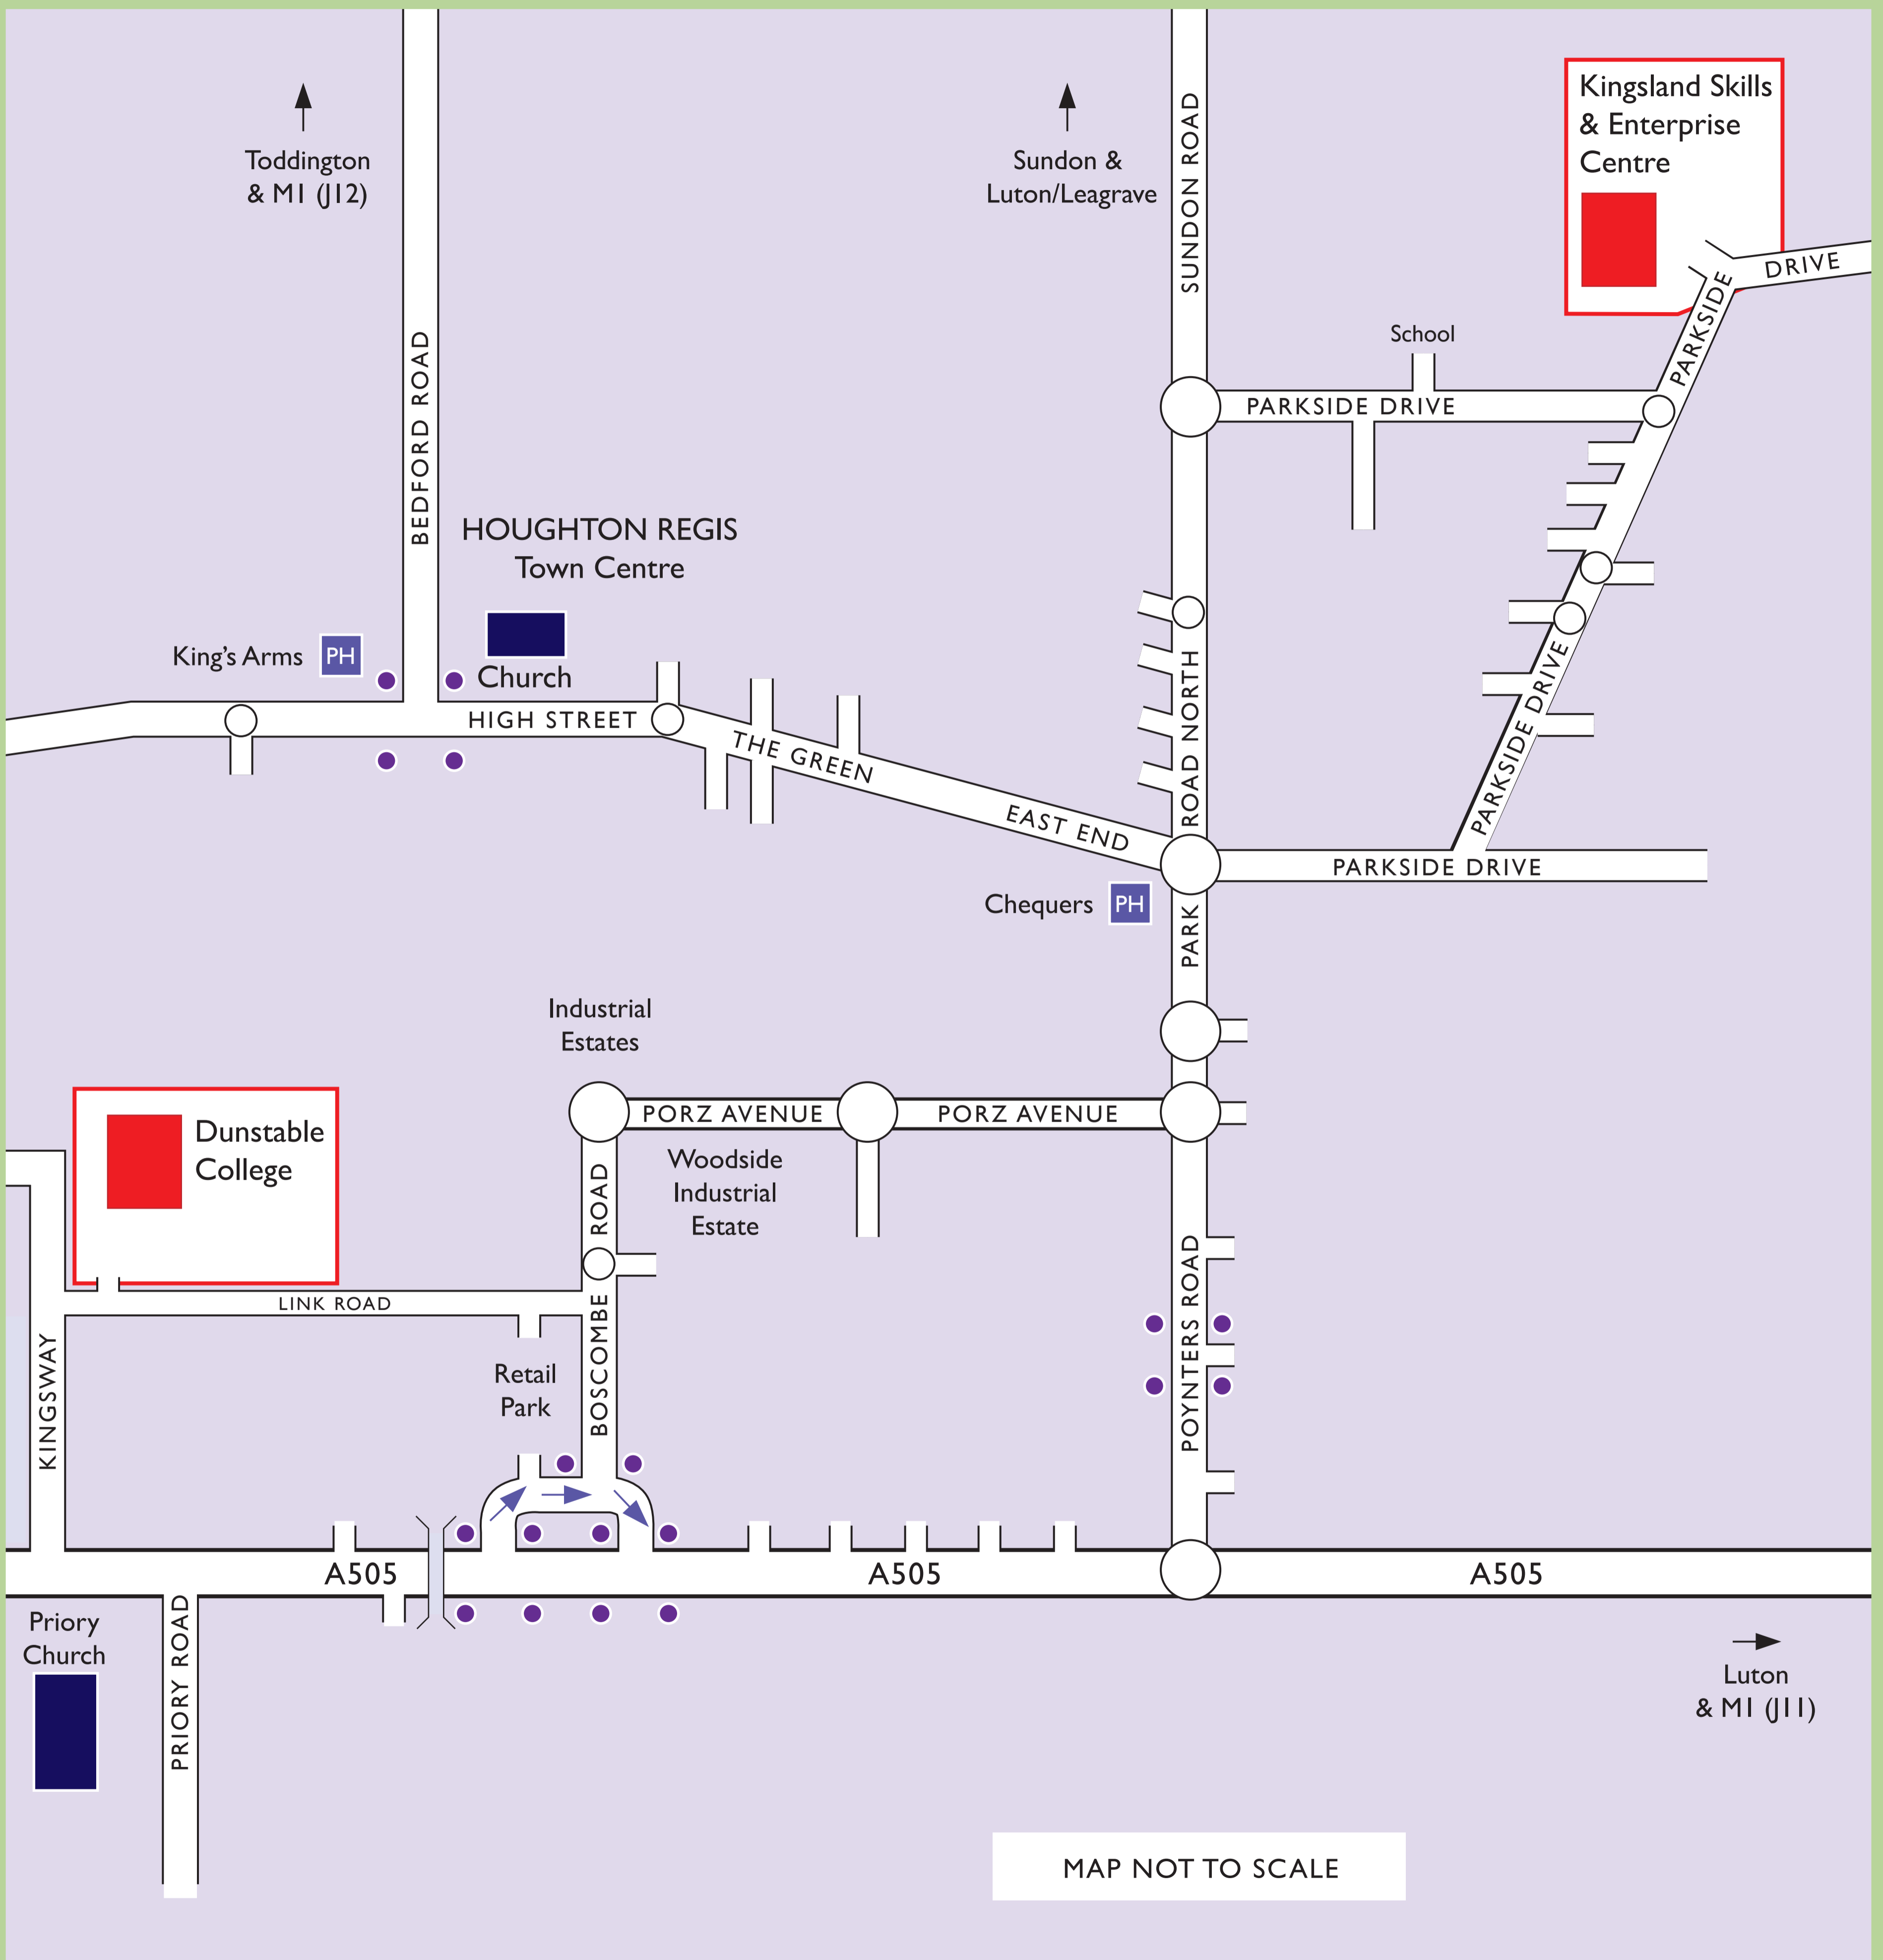 Kingsland Skills
& Enterprise
Centre
Toddington
& M1 (J12)
Sundon &
Luton/Leagrave
SUNDON ROAD
DRIVE
PARKSIDE
School
BEDFORD ROAD
PARKSIDE DRIVE
HOUGHTON REGIS
Town Centre
King's Arms
PH
Church
HIGH STREET
THE GREEN
EAST END
ROAD NORTH
PARK
PARKSIDE DRIVE
PARKSIDE DRIVE
Chequers
PH
Industrial
Estates
Dunstable
College
PORZ AVENUE
PORZ AVENUE
Woodside
Industrial
Estate
ROAD
BOSCOMBE
LINK ROAD
KINGSWAY
Retail
Park
POYNTERS ROAD
A505
A505
A505
Priory
Church
PRIORY ROAD
Luton
& M1 (J11)
MAP NOT TO SCALE